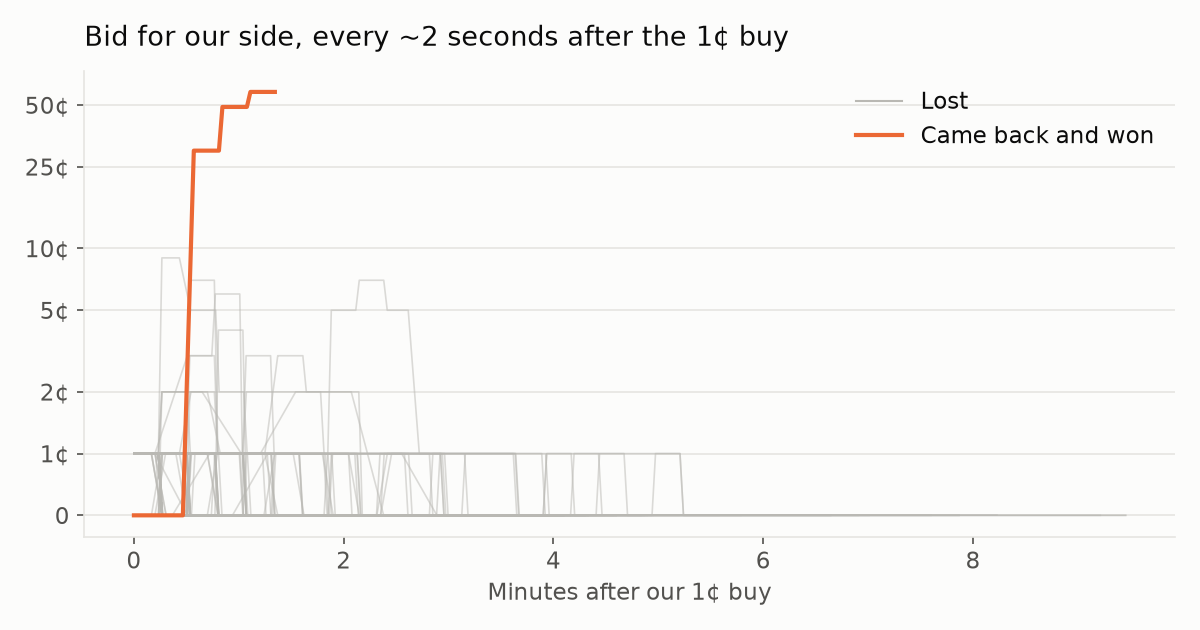 Bid for our side, every ~2 seconds after the 1¢ buy
50¢
25¢
10¢
5¢
2¢
1¢
0
Lost
Came back and won
0 2 4 6 8
Minutes after our 1¢ buy